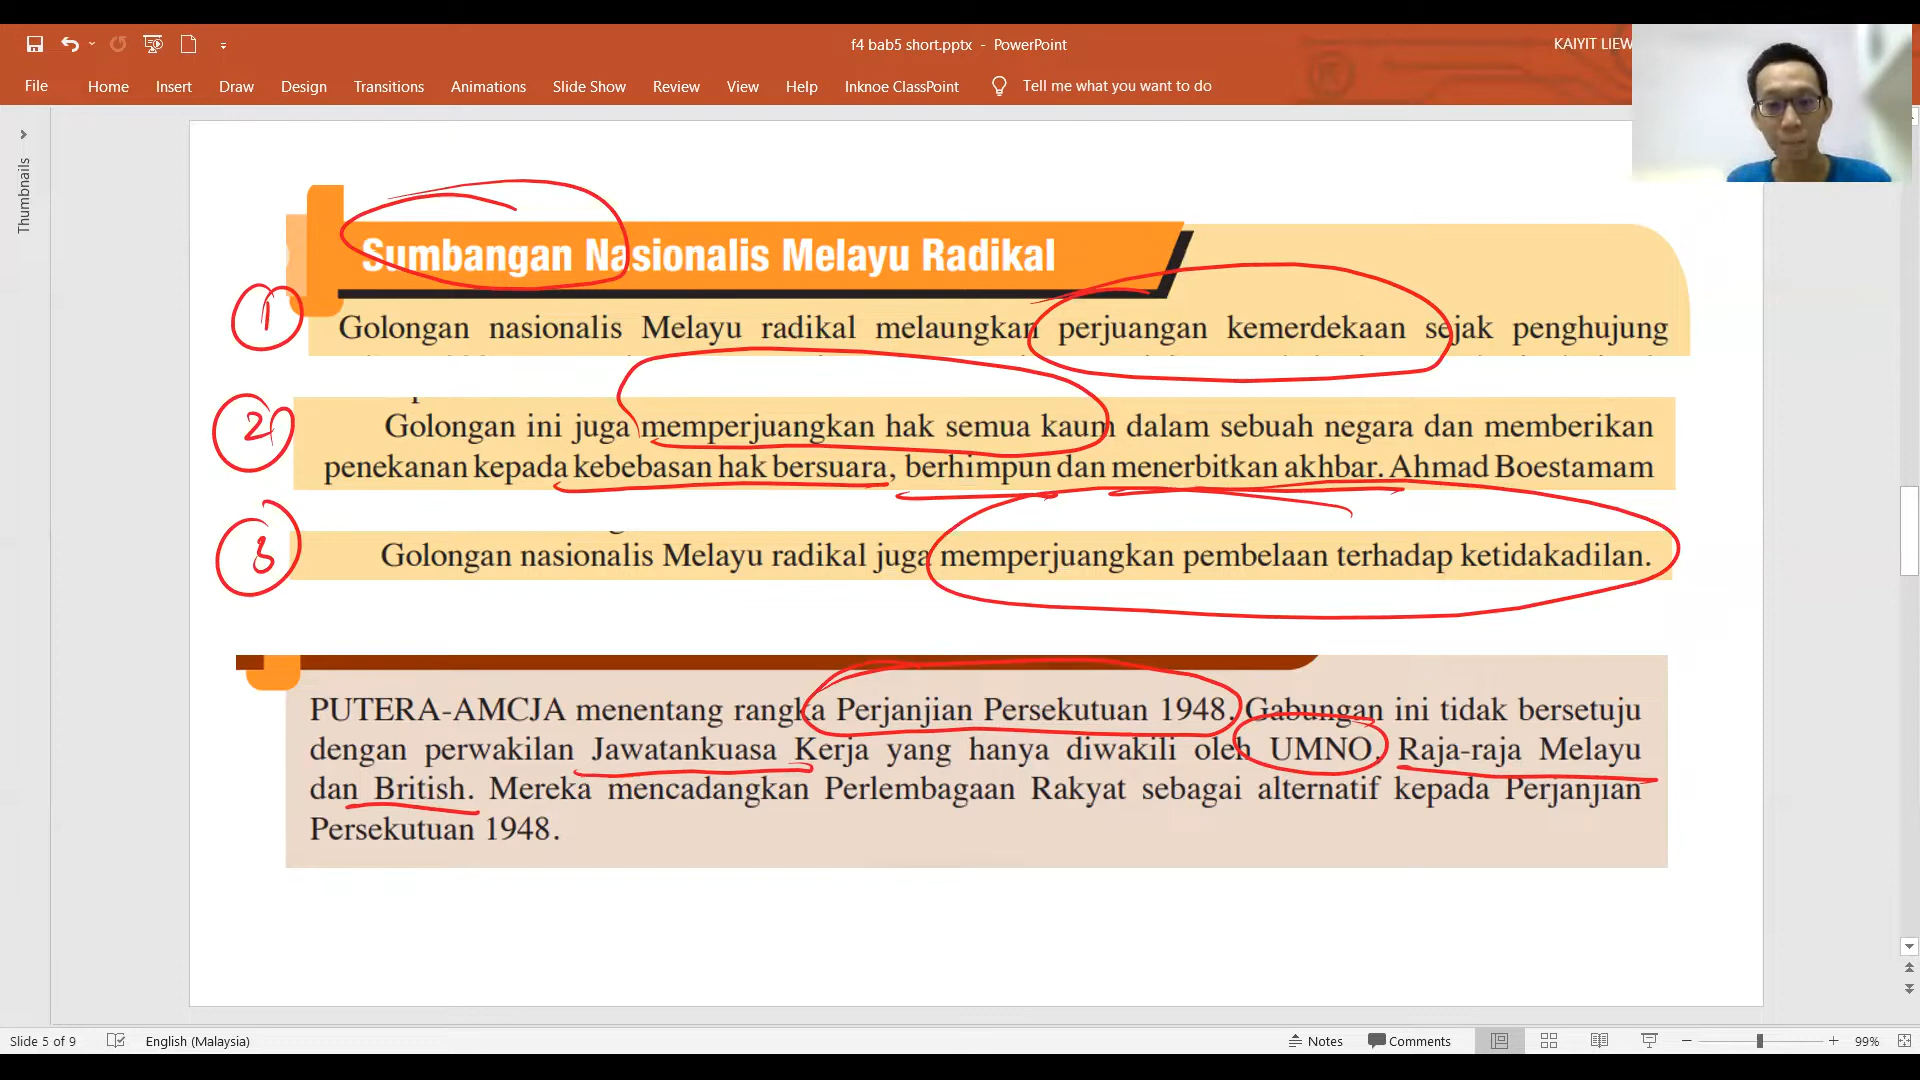 f4 bab5 short.pptx - PowerPoint
KAIYIT LIEW
File Home Insert Draw Design Transitions Animations Slide Show Review View Help Inknoe ClassPoint Tell me what you want to do
Thumbnails
Sumbangan Nasionalis Melayu Radikal
1
Golongan nasionalis Melayu radikal melaungkan perjuangan kemerdekaan sejak penghujung
2
Golongan ini juga memperjuangkan hak semua kaum dalam sebuah negara dan memberikan
penekanan kepada kebebasan hak bersuara, berhimpun dan menerbitkan akhbar. Ahmad Boestamam
3
Golongan nasionalis Melayu radikal juga memperjuangkan pembelaan terhadap ketidakadilan.
PUTERA-AMCJA menentang rangka Perjanjian Persekutuan 1948. Gabungan ini tidak bersetuju
dengan perwakilan Jawatankuasa Kerja yang hanya diwakili oleh UMNO, Raja-raja Melayu
dan British. Mereka mencadangkan Perlembagaan Rakyat sebagai alternatif kepada Perjanjian
Persekutuan 1948.
Slide 5 of 9 English (Malaysia) Notes Comments 99%